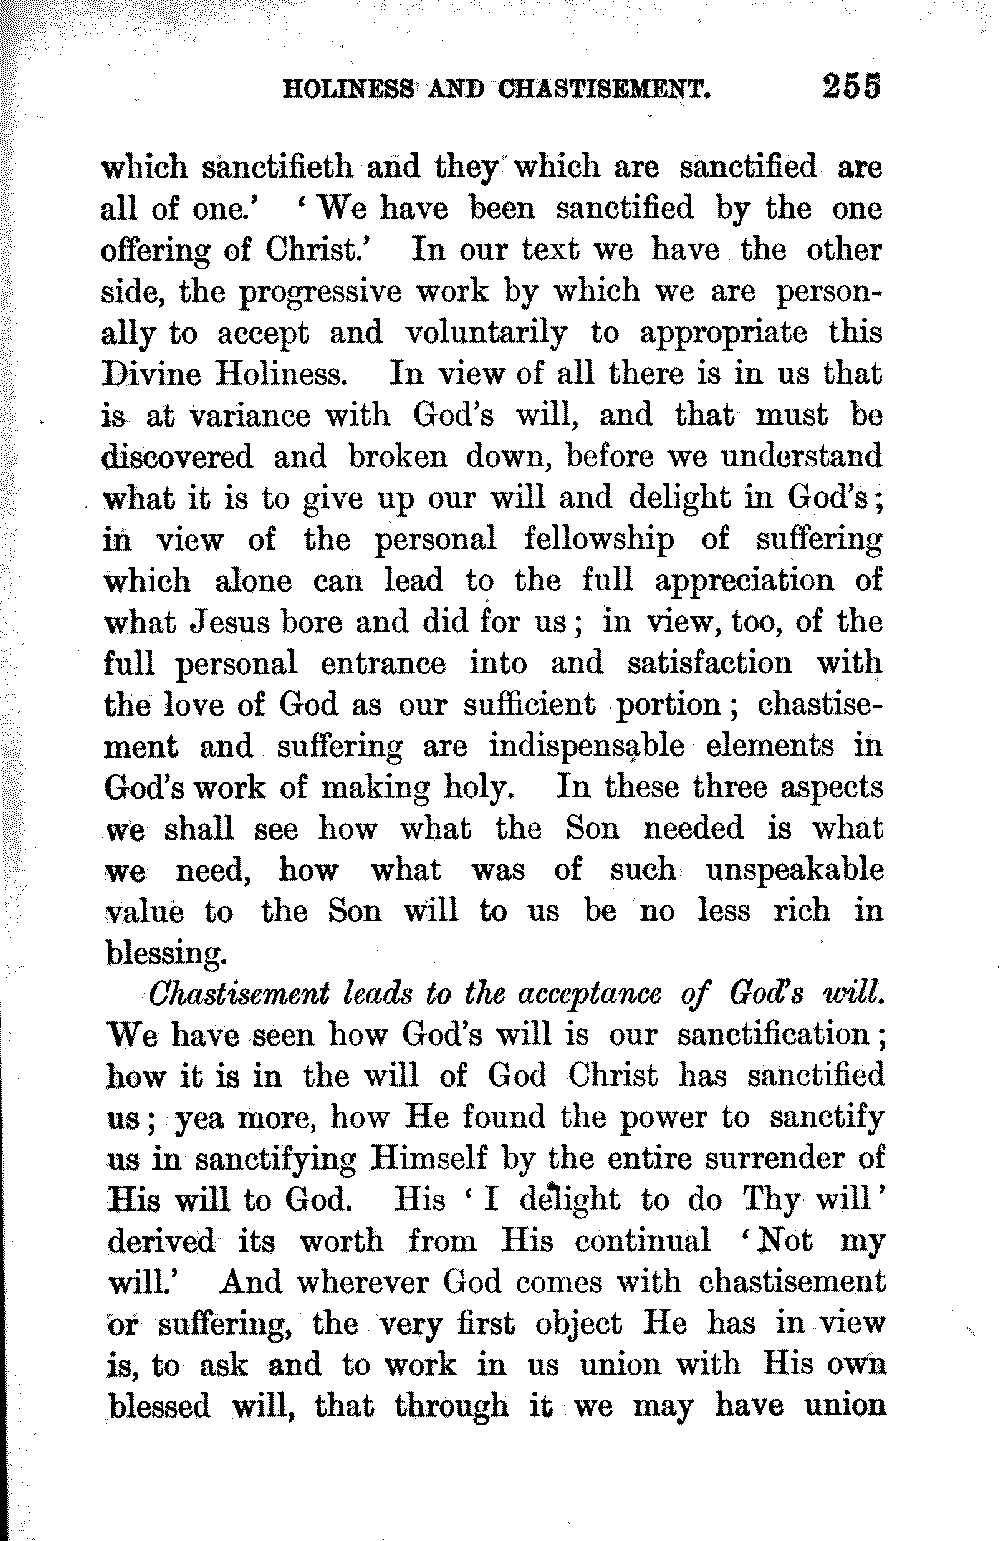 HOLINESS AND CHASTISEMENT. 255
which sanctifieth and they which are sanctified are
all of one.’ ‘ We have been sanctified by the one
offering of Christ.’ In our text we have the other
side, the progressive work by which we are person-
ally to accept and voluntarily to appropriate this
Divine Holiness. In view of all there is in us that
is at variance with God’s will, and that must be
discovered and broken down, before we understand
what it is to give up our will and delight in God’s ;
in view of the personal fellowship of suffering
which alone can lead to the full appreciation of
what Jesus bore and did for us ; in view, too, of the
full personal entrance into and satisfaction with
the love of God as our sufficient portion ; chastise-
ment and suffering are indispensable elements in
God’s work of making holy. In these three aspects
we shall see how what the Son needed is what
we need, how what was of such unspeakable
value to the Son will to us be no less rich in
blessing.
Chastisement leads to the acceptance of God’s will.
We have seen how God’s will is our sanctification ;
how it is in the will of God Christ has sanctified
us ; yea more, how He found the power to sanctify
us in sanctifying Himself by the entire surrender of
His will to God. His ‘ I delight to do Thy will ’
derived its worth from His continual ‘ Not my
will.’ And wherever God comes with chastisement
or suffering, the very first object He has in view
is, to ask and to work in us union with His own
blessed will, that through it we may have union